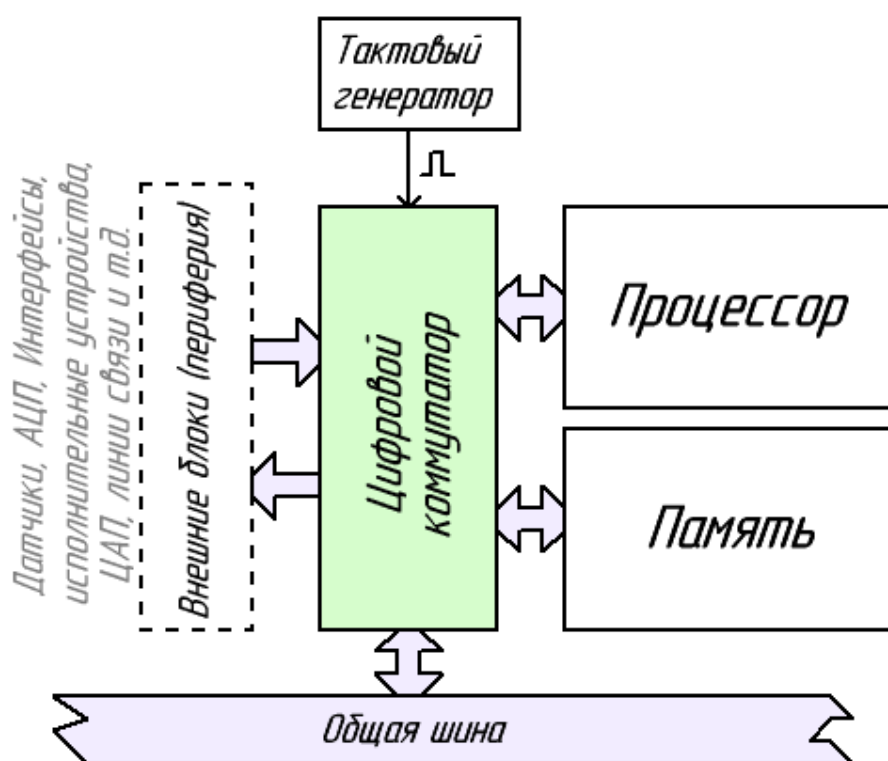 Тактовый
генератор
Датчики, АЦП, Интерфейсы,
исполнительные устройства,
ЦАП, линии связи и т.д.
Внешние блоки (периферия)
Цифровой
коммутатор
Процессор
Память
Общая шина